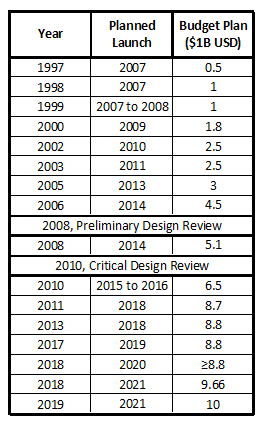 Year Planned Launch Budget Plan ($1B USD)
1997 2007 0.5
1998 2007 1
1999 2007 to 2008 1
2000 2009 1.8
2002 2010 2.5
2003 2011 2.5
2005 2013 3
2006 2014 4.5
2008, Preliminary Design Review
2008 2014 5.1
2010, Critical Design Review
2010 2015 to 2016 6.5
2011 2018 8.7
2013 2018 8.8
2017 2019 8.8
2018 2020 ≥8.8
2018 2021 9.66
2019 2021 10